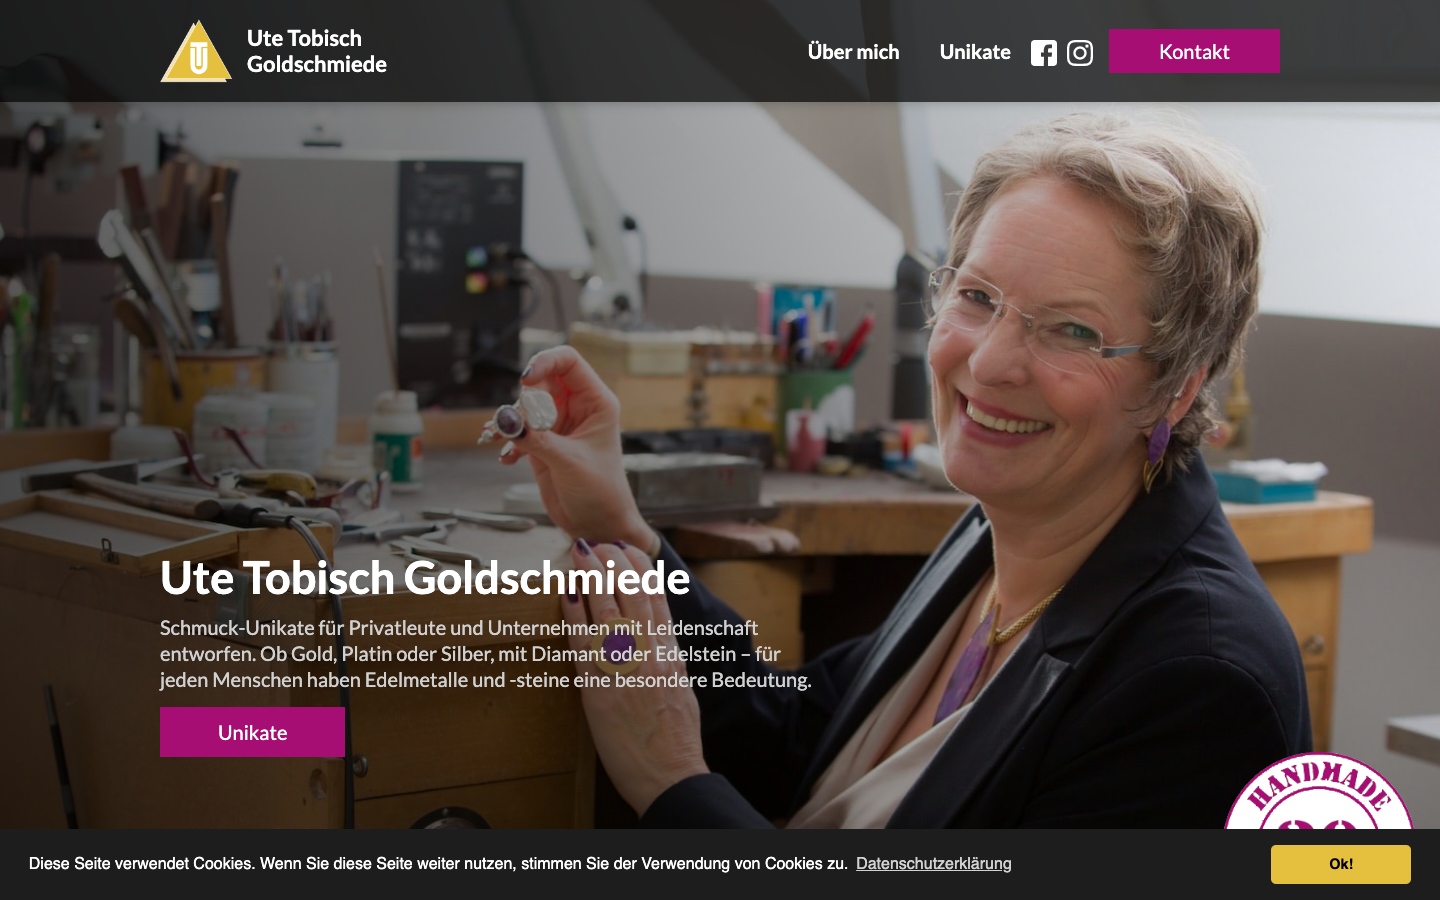 Ute Tobisch
Goldschmiede
Über mich
Unikate
Kontakt
Ute Tobisch Goldschmiede
Schmuck-Unikate für Privatleute und Unternehmen mit Leidenschaft
entworfen. Ob Gold, Platin oder Silber, mit Diamant oder Edelstein – für
jeden Menschen haben Edelmetalle und -steine eine besondere Bedeutung.
Unikate
HANDMADE
Diese Seite verwendet Cookies. Wenn Sie diese Seite weiter nutzen, stimmen Sie der Verwendung von Cookies zu. Datenschutzerklärung
Ok!